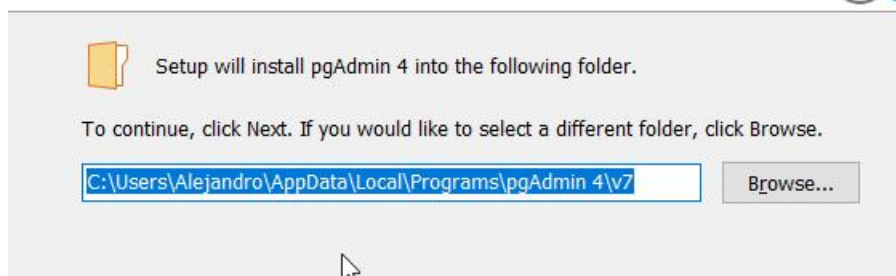 Setup will install pgAdmin 4 into the following folder.
To continue, click Next. If you would like to select a different folder, click Browse.
C:\Users\Alejandro\AppData\Local\Programs\pgAdmin 4\v7
Browse...